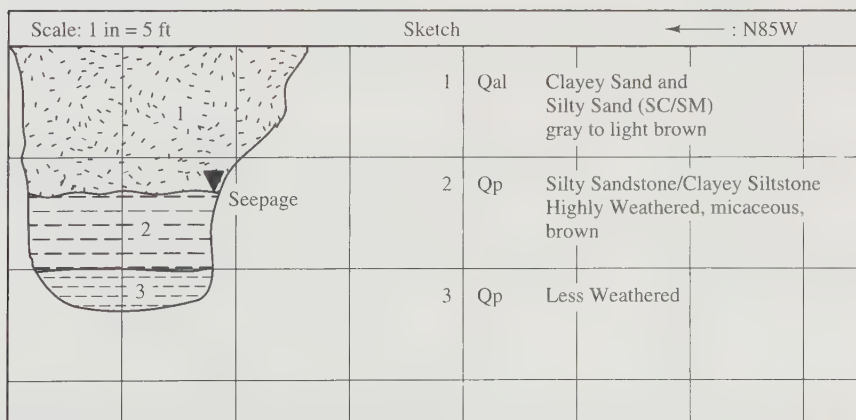 Scale: 1 in = 5 ft Sketch : N85W
1 Qal Clayey Sand and
Silty Sand (SC/SM)
gray to light brown
2 Qp Silty Sandstone/Clayey Siltstone
Highly Weathered, micaceous,
brown
3 Qp Less Weathered
1
Seepage
2
3